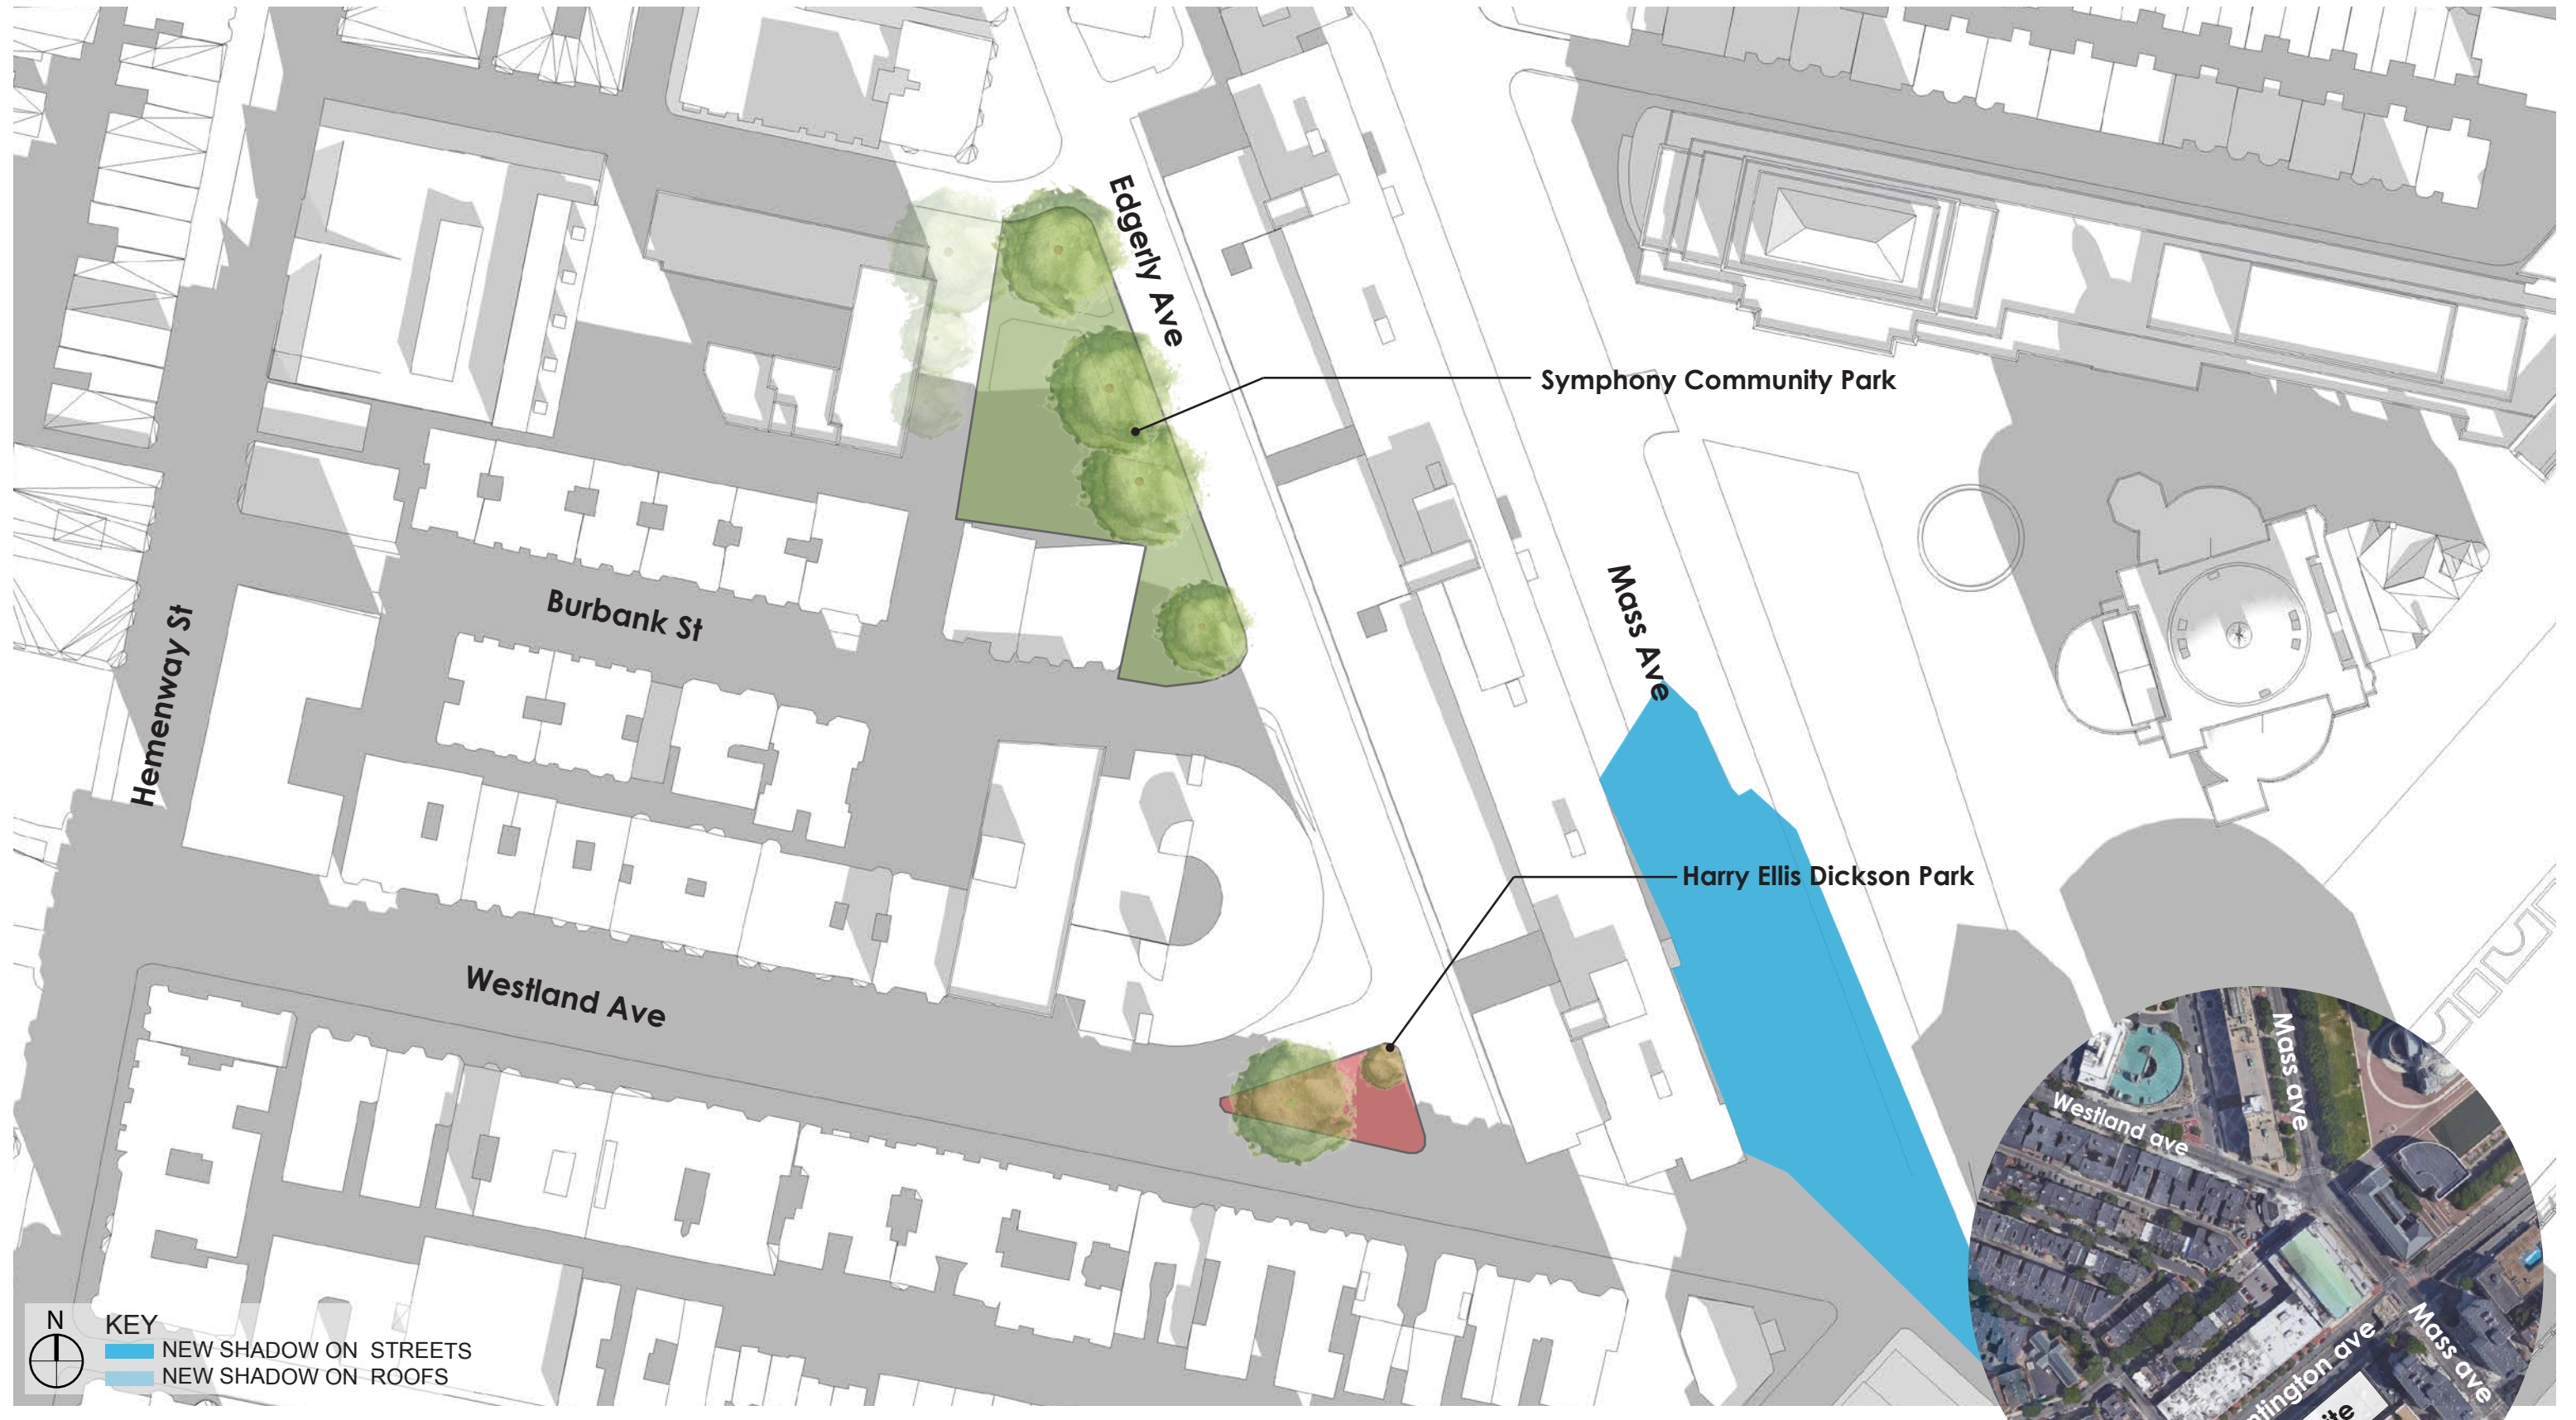 Edgerly Ave
Symphony Community Park
Mass Ave
Burbank St
Hemenway St
Harry Ellis Dickson Park
Westland Ave
Mass ave
Westland ave
Mass ave
N
KEY
NEW SHADOW ON STREETS
NEW SHADOW ON ROOFS